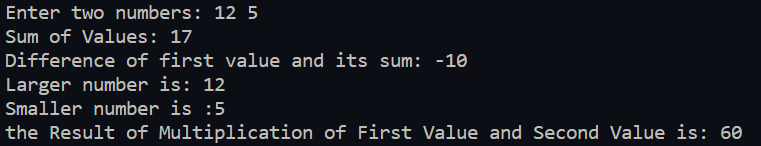 Enter two numbers: 12 5
Sum of Values: 17
Difference of first value and its sum: -10
Larger number is: 12
Smaller number is :5
the Result of Multiplication of First Value and Second Value is: 60